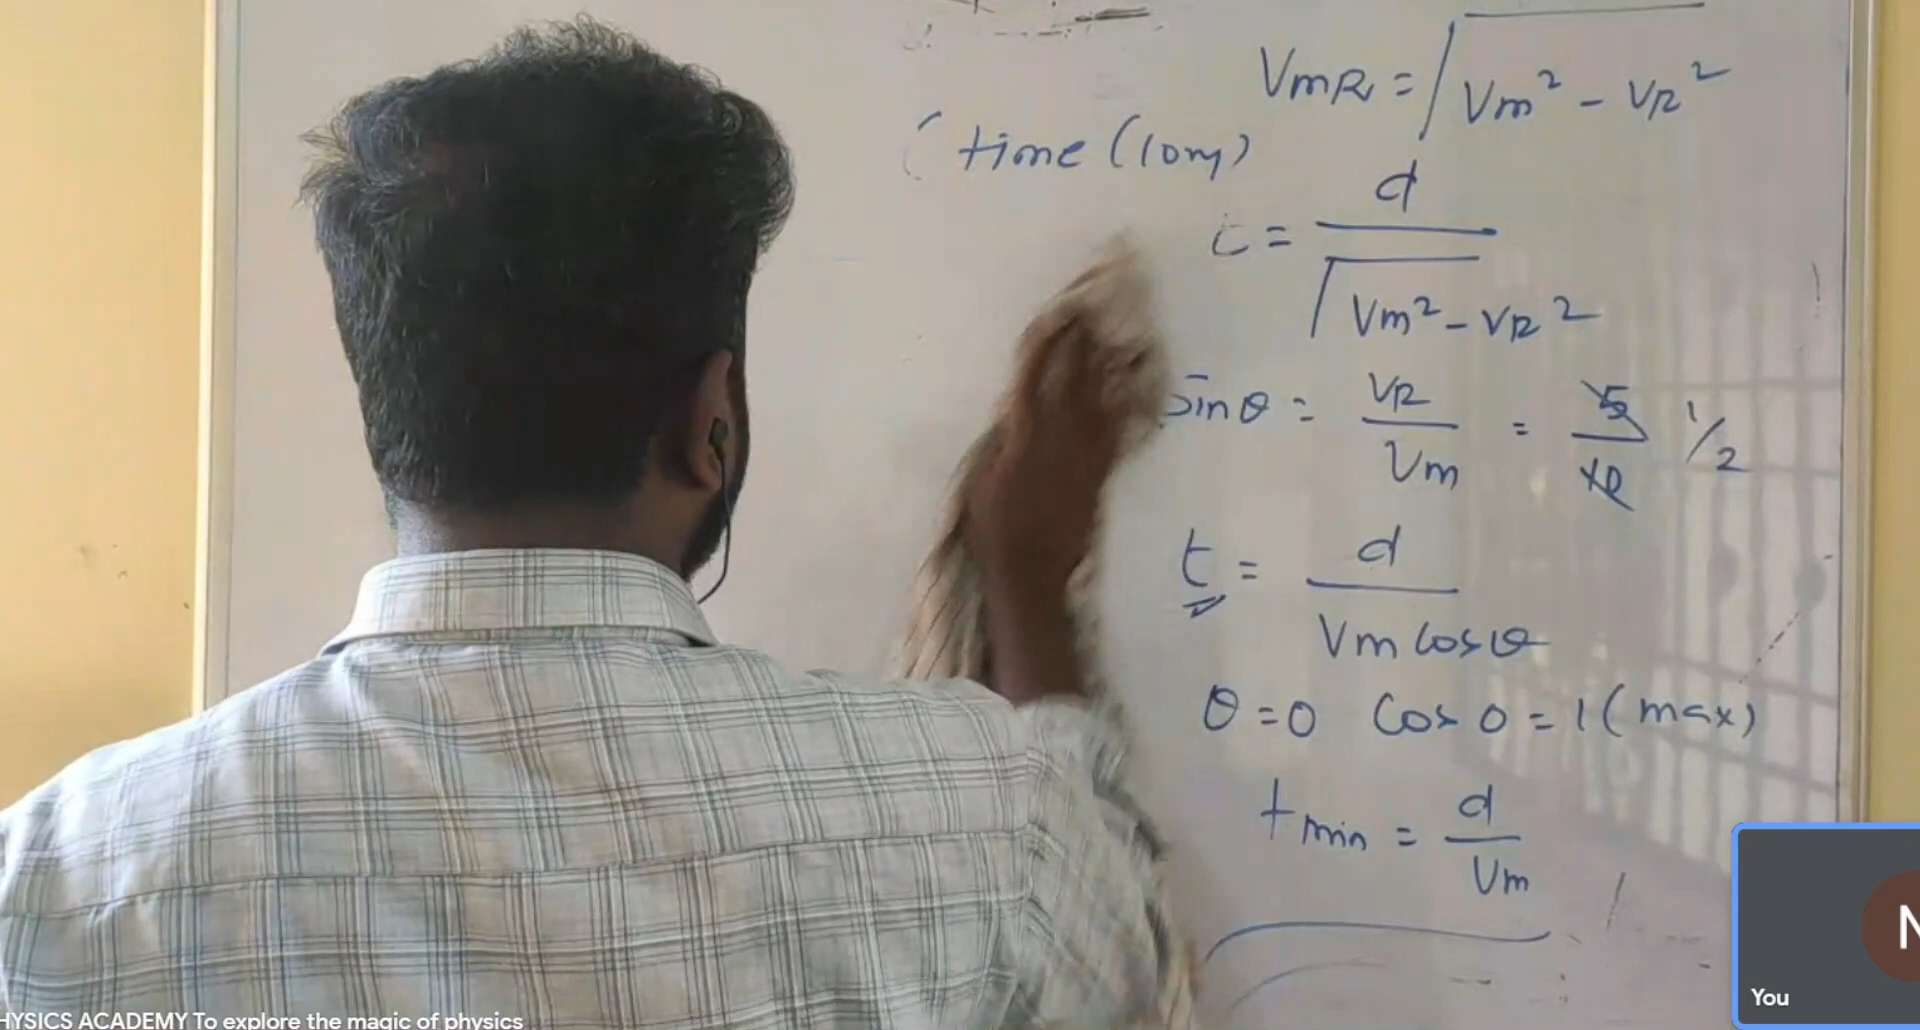 VmR = √Vm² - VR²
(time (long)
t = d / √Vm² - VR²
Sinθ = VR / Vm = 5 / 10 1/2
t = d / Vm cosθ
θ = 0 Cos 0 = 1 (max)
tmin = d / Vm
You
N
HYSICS ACADEMY To explore the magic of physics